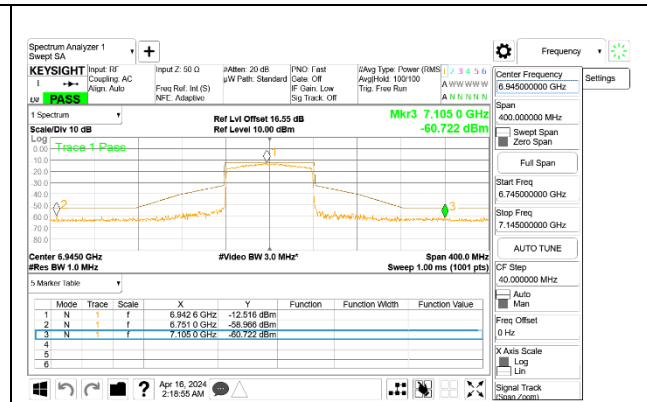 Spectrum Analyzer 1
Swept SA
+
Frequency
KEYSIGHT Input: RF Input Z: 50 Ω #Atten: 20 dB PNO: Fast #Avg Type: Power (RMS 1 2 3 4 5 6
Coupling: AC µW Path: Standard Gate: Off Avg|Hold: 100/100 A W W W W W
Align: Auto Freq Ref: Int (S) IF Gain: Low Trig: Free Run
LW PASS NFE: Adaptive Sig Track: Off A N N N N N
1 Spectrum Ref Lvl Offset 16.55 dB Mkr3 7.105 0 GHz
Scale/Div 10 dB Ref Level 10.00 dBm -60.722 dBm
Log
Trace 1 Pass
0.00
-10.0
-20.0
-30.0
-40.0
-50.0
-60.0
-70.0
-80.0
1
2
3
Center 6.9450 GHz #Video BW 3.0 MHz* Span 400.0 MHz
#Res BW 1.0 MHz Sweep 1.00 ms (1001 pts)
5 Marker Table
Mode Trace Scale X Y Function Function Width Function Value
1 N 1 f 6.942 6 GHz -12.516 dBm
2 N 1 f 6.751 0 GHz -58.966 dBm
3 N 1 f 7.105 0 GHz -60.722 dBm
4
5
6
Apr 16, 2024
2:18:55 AM
Center Frequency
6.945000000 GHz
Settings
Span
400.000000 MHz
Swept Span
Zero Span
Full Span
Start Freq
6.745000000 GHz
Stop Freq
7.145000000 GHz
AUTO TUNE
CF Step
40.000000 MHz
Auto
Man
Freq Offset
0 Hz
X Axis Scale
Log
Lin
Signal Track
(Span Zoom)